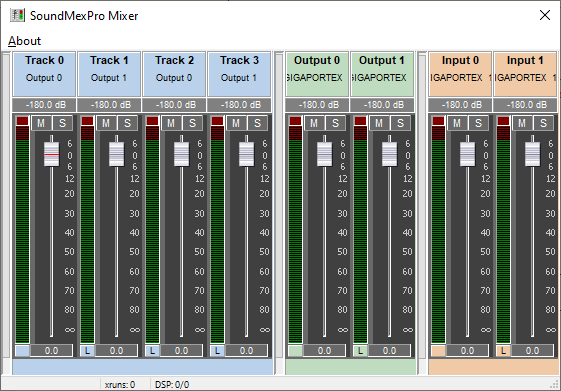 SoundMexPro Mixer
About
Track 0 Track 1 Track 2 Track 3 Output 0 Output 1 Input 0 Input 1
Output 0 Output 1 Output 0 Output 1 GIGAPORTEX GIGAPORTEX GIGAPORTEX 1 GIGAPORTEX 1
-180.0 dB -180.0 dB -180.0 dB -180.0 dB -180.0 dB -180.0 dB -180.0 dB -180.0 dB
M S M S M S M S M S M S M S M S
6 6 6 6 6 6 6 6
0 0 0 0 0 0 0 0
6 6 6 6 6 6 6 6
12 12 12 12 12 12 12 12
20 20 20 20 20 20 20 20
30 30 30 30 30 30 30 30
40 40 40 40 40 40 40 40
50 50 50 50 50 50 50 50
60 60 60 60 60 60 60 60
70 70 70 70 70 70 70 70
80 80 80 80 80 80 80 80
∞ ∞ ∞ ∞ ∞ ∞ ∞ ∞
0.0 L 0.0 L 0.0 L 0.0 0.0 L 0.0 0.0 L 0.0
xruns: 0 DSP: 0/0